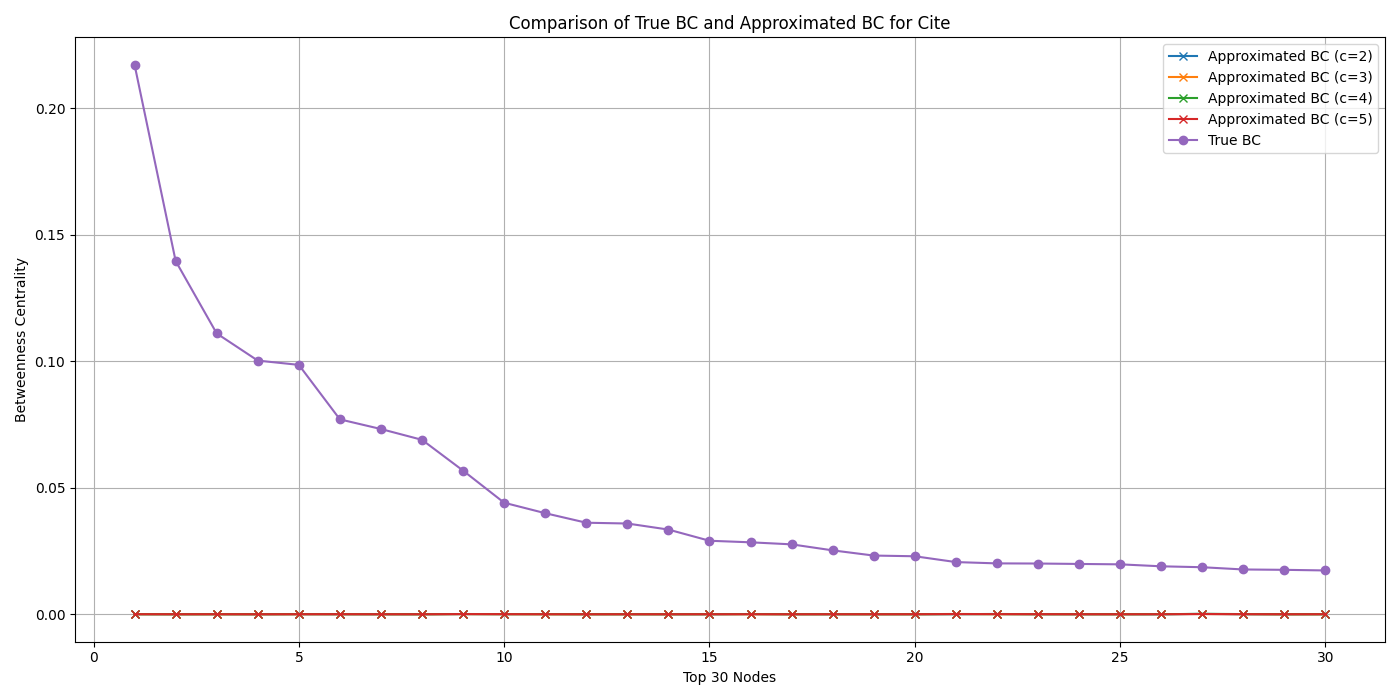 Comparison of True BC and Approximated BC for Cite
Approximated BC (c=2)
Approximated BC (c=3)
Approximated BC (c=4)
Approximated BC (c=5)
True BC
Betweenness Centrality
0.20
0.15
0.10
0.05
0.00
0 5 10 15 20 25 30
Top 30 Nodes